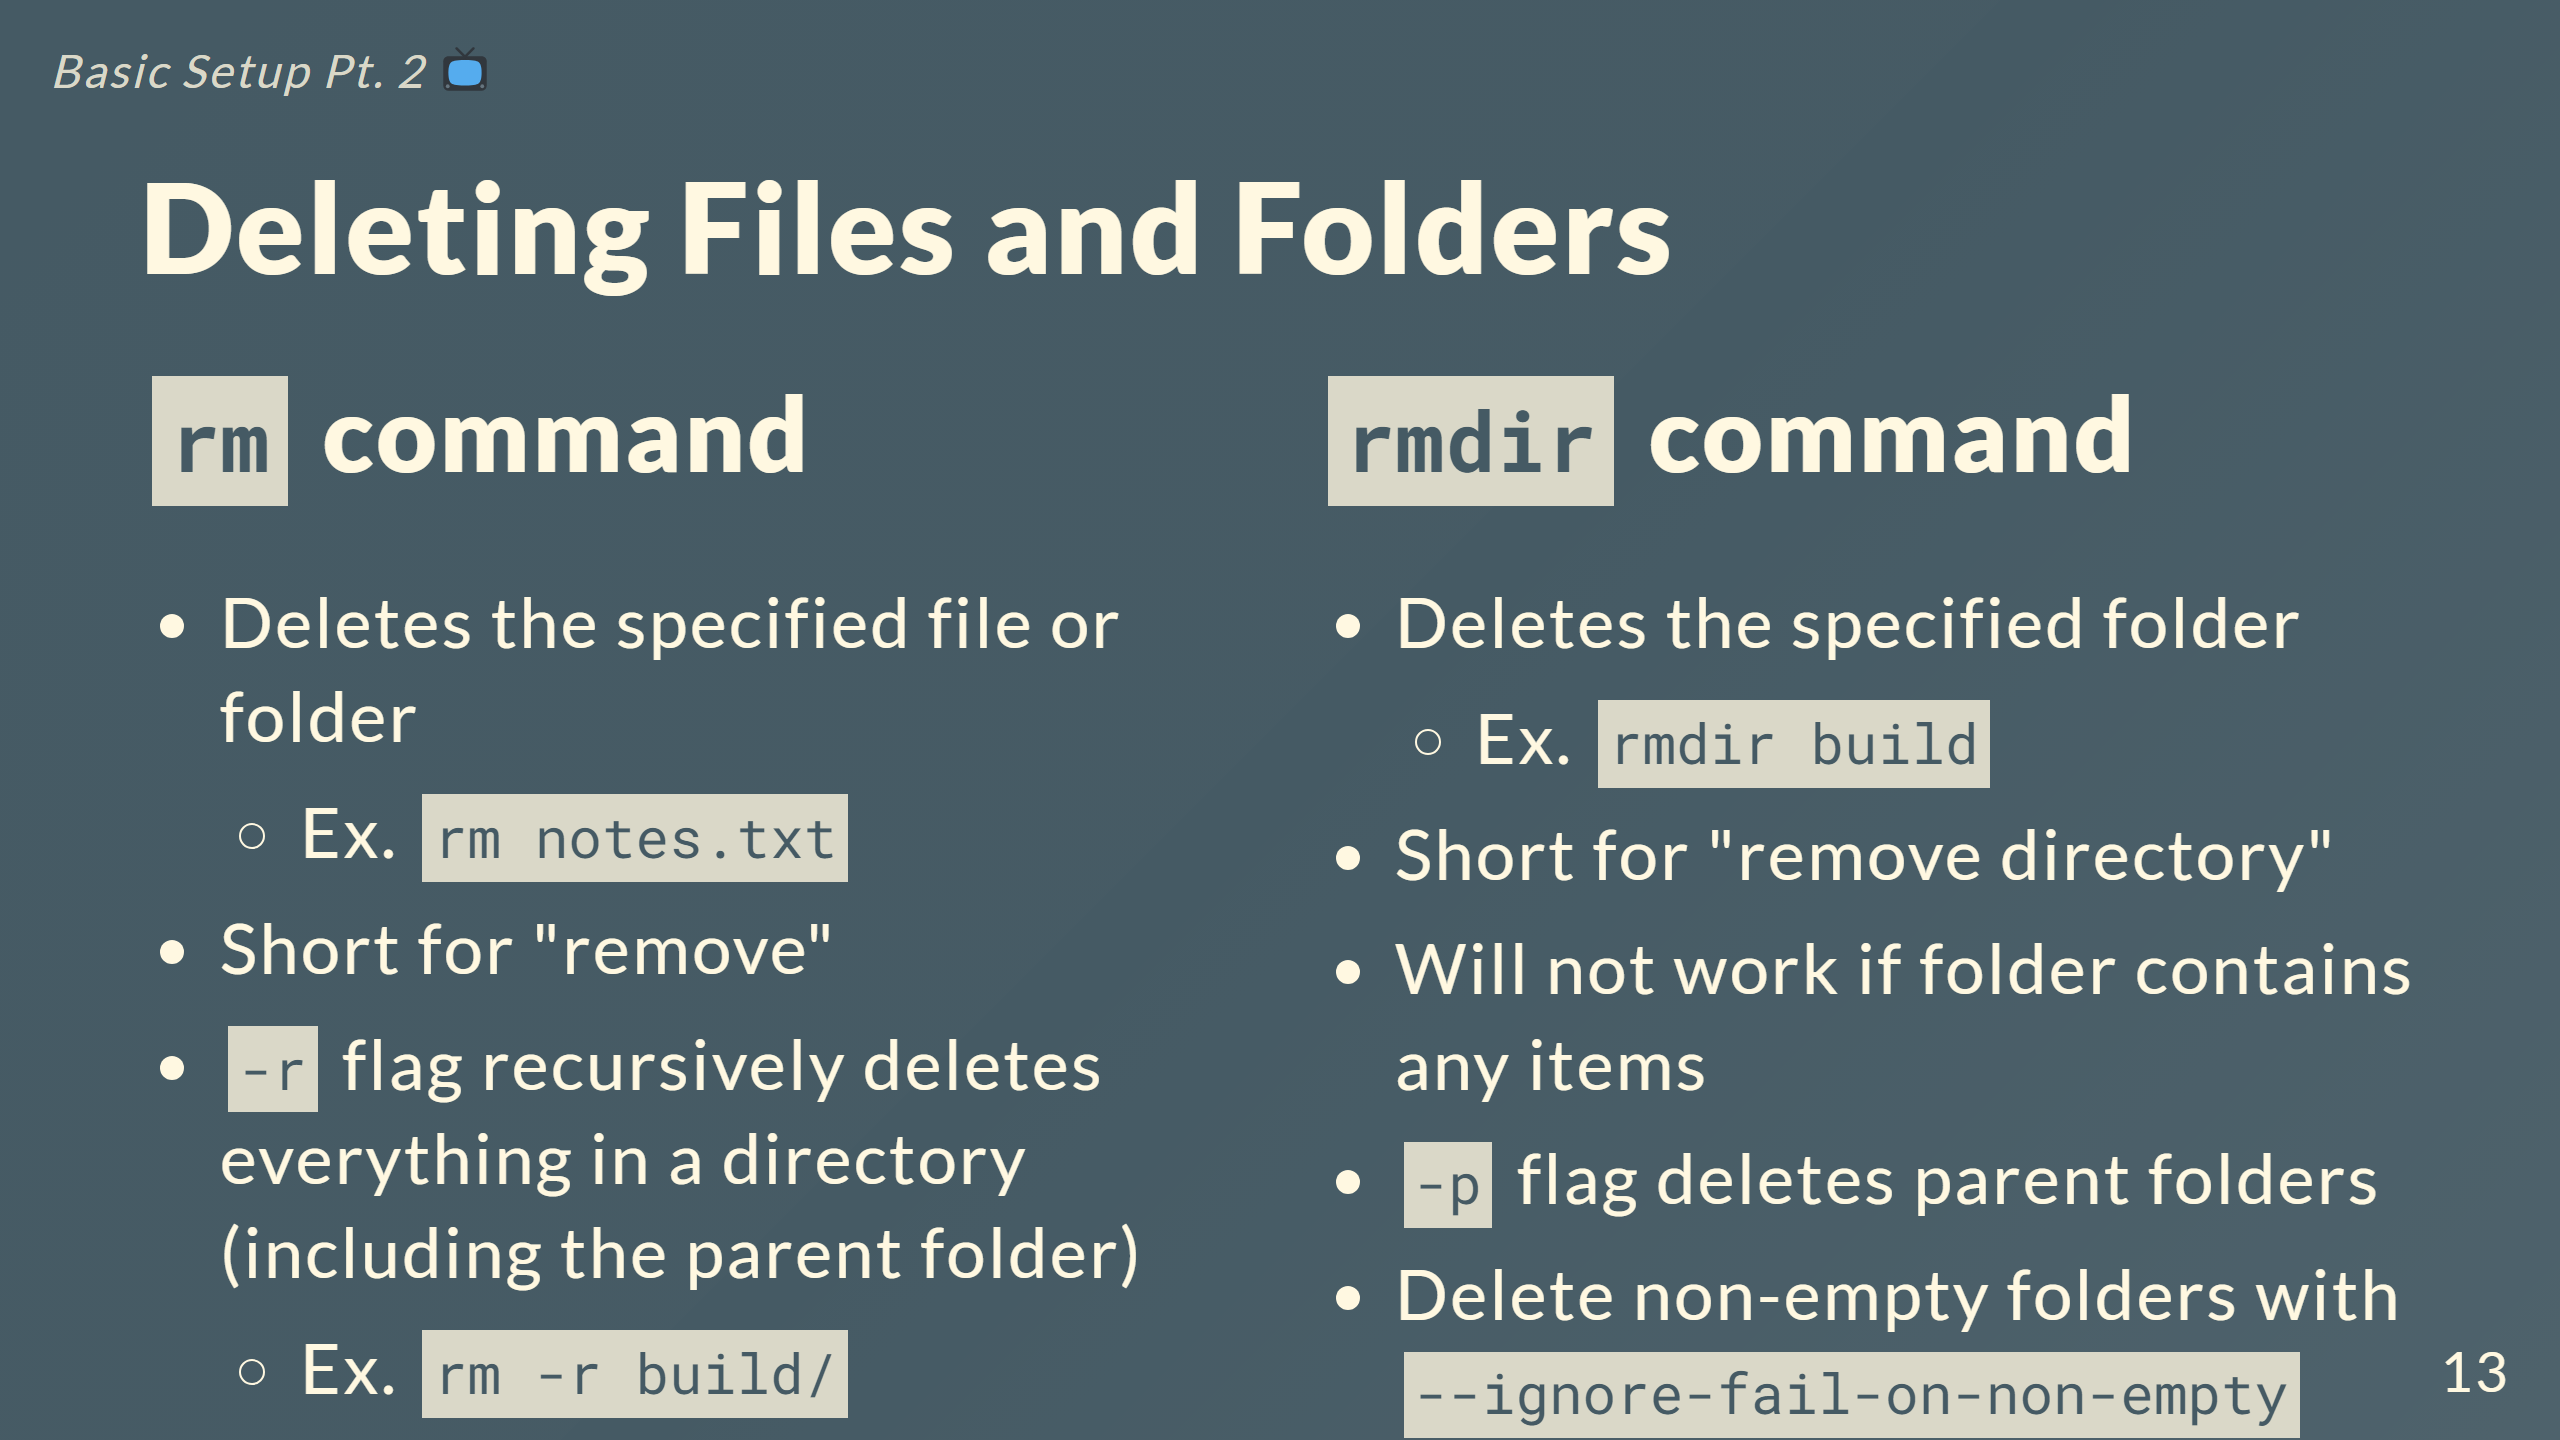 Basic Setup Pt. 2 📺
Deleting Files and Folders
rm command
• Deletes the specified file or
folder
○ Ex. rm notes.txt
• Short for "remove"
• -r flag recursively deletes
everything in a directory
(including the parent folder)
○ Ex. rm -r build/
rmdir command
• Deletes the specified folder
○ Ex. rmdir build
• Short for "remove directory"
• Will not work if folder contains
any items
• -p flag deletes parent folders
• Delete non-empty folders with
--ignore-fail-on-non-empty
13